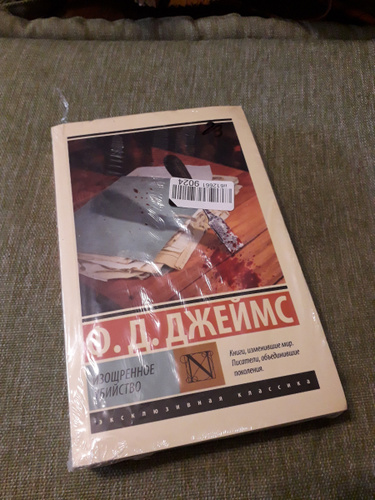 Ф. Д. ДЖЕЙМС
ИЗОЩРЕННОЕ
УБИЙСТВО
N
Книги, изменившие мир.
Писатели, объединившие
поколения.
эксклюзивная классика